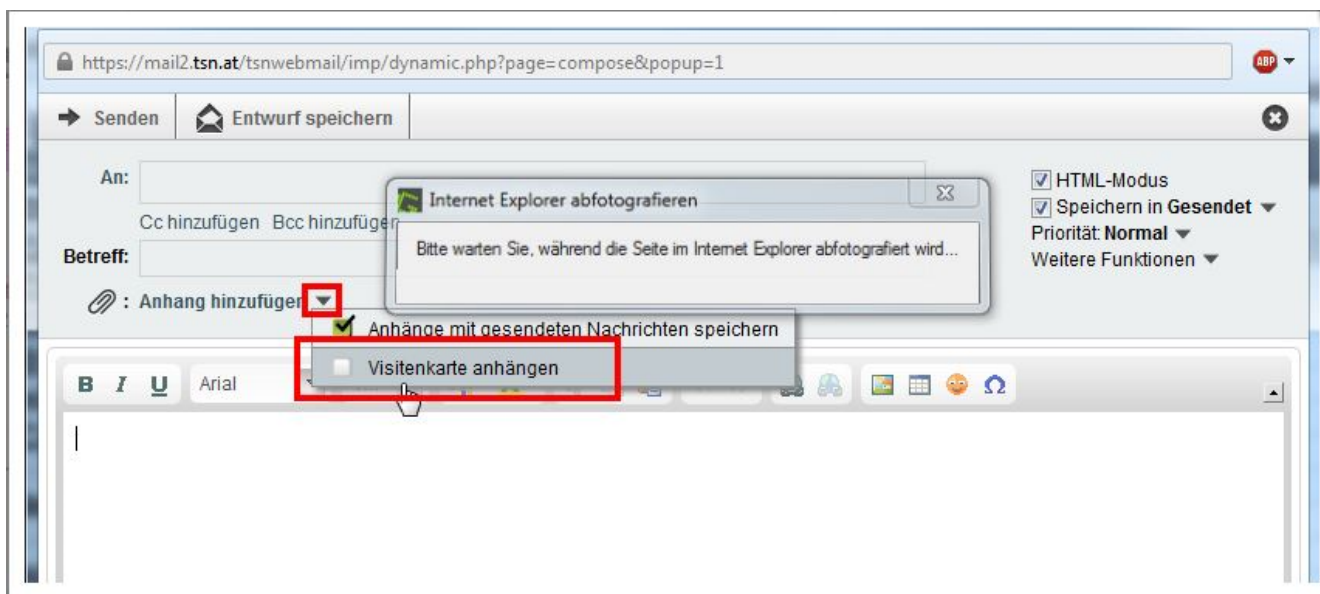 https://mail2.tsn.at/tsnwebmail/imp/dynamic.php?page=compose&popup=1
ABP
Senden Entwurf speichern
An:
Cc hinzufügen Bcc hinzufügen
Betreff:
: Anhang hinzufügen
Internet Explorer abfotografieren
Bitte warten Sie, während die Seite im Internet Explorer abfotografiert wird...
HTML-Modus
Speichern in Gesendet
Priorität: Normal
Weitere Funktionen
Anhänge mit gesendeten Nachrichten speichern
Visitenkarte anhängen
B I U Arial Ω